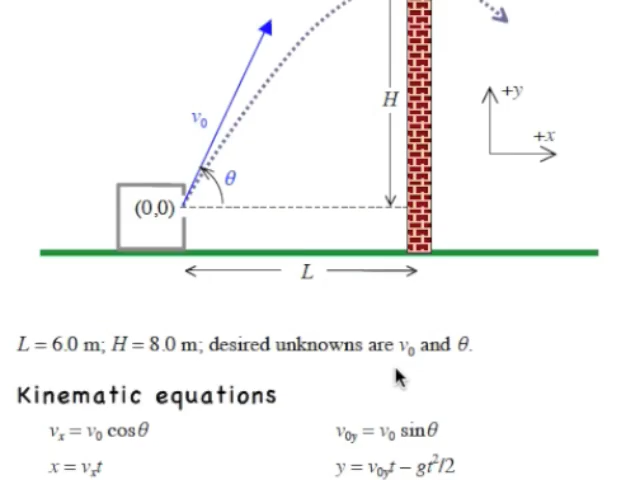 +y
H
v₀
+x
θ
(0,0)
L
L = 6.0 m; H = 8.0 m; desired unknowns are v₀ and θ.
Kinematic equations
vₓ = v₀ cosθ
v₀y = v₀ sinθ
x = vₓt
y = v₀yt – gt²/2